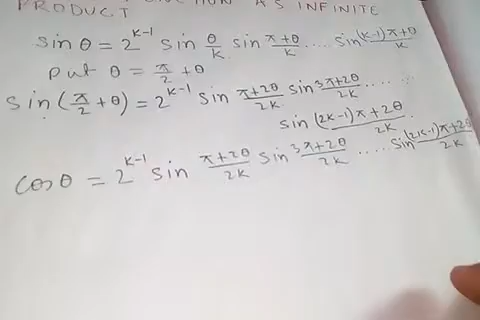 PRODUCT AS INFINITE
sin θ = 2^(k-1) sin θ/k sin (π+θ)/k .... sin ((k-1)π+θ)/k
put θ = π/2 + θ
sin (π/2 + θ) = 2^(k-1) sin (π+2θ)/2k sin (3π+2θ)/2k ......
sin ((2k-1)π+2θ)/2k
cos θ = 2^(k-1) sin (π+2θ)/2k sin (3π+2θ)/2k .... sin ((2k-1)π+2θ)/2k